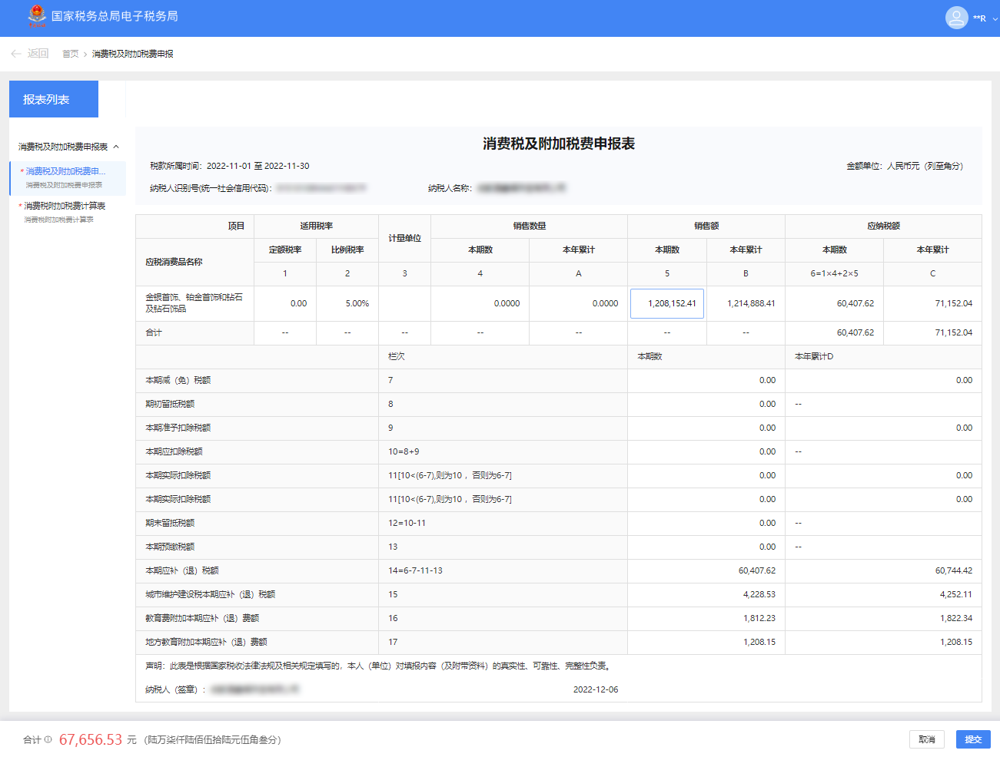 国家税务总局电子税务局
**R
返回 首页 > 消费税及附加税费申报
报表列表
消费税及附加税费申报表
* 消费税及附加税费申...
消费税及附加税费申报表
* 消费税附加税费计算表
消费税附加税费计算表
消费税及附加税费申报表
税款所属时间：2022-11-01 至 2022-11-30 金额单位：人民币元（列至角分）
纳税人识别号(统一社会信用代码)： 纳税人名称：
项目 适用税率 计量单位 销售数量 销售额 应纳税额
应税消费品名称 定额税率 比例税率 本期数 本年累计 本期数 本年累计 本期数 本年累计
1 2 3 4 A 5 B 6=1×4+2×5 C
金银首饰、铂金首饰和钻石及钻石饰品 0.00 5.00% 0.0000 0.0000 1,208,152.41 1,214,888.41 60,407.62 71,152.04
合计 -- -- -- -- -- -- -- 60,407.62 71,152.04
栏次 本期数 本年累计D
本期减（免）税额 7 0.00 0.00
期初留抵税额 8 0.00 --
本期准予扣除税额 9 0.00 0.00
本期应扣除税额 10=8+9 0.00 --
本期实际扣除税额 11[10<(6-7),则为10， 否则为6-7] 0.00 0.00
本期实际扣除税额 11[10<(6-7),则为10， 否则为6-7] 0.00 0.00
期末留抵税额 12=10-11 0.00 --
本期预缴税额 13 0.00 --
本期应补（退）税额 14=6-7-11-13 60,407.62 60,744.42
城市维护建设税本期应补（退）税额 15 4,228.53 4,252.11
教育费附加本期应补（退）费额 16 1,812.23 1,822.34
地方教育附加本期应补（退）费额 17 1,208.15 1,208.15
声明：此表是根据国家税收法律法规及相关规定填写的，本人（单位）对填报内容（及附带资料）的真实性、可靠性、完整性负责。
纳税人（签章）： 2022-12-06
合计 67,656.53 元 （陆万柒仟陆佰伍拾陆元伍角叁分） 取消 提交